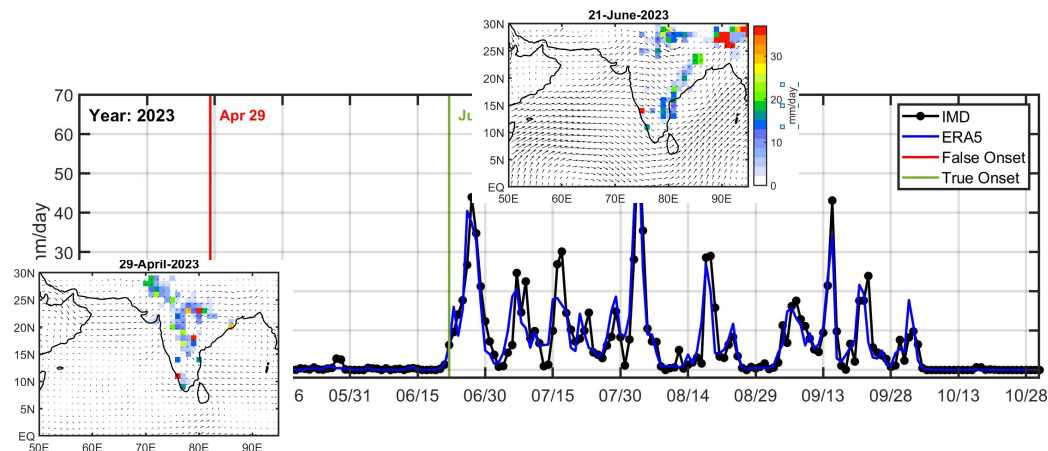 21-June-2023
30N
25N
20N
15N
10N
5N
EQ
50E 60E 70E 80E 90E
30
20
10
0
mm/day
70
60
50
40
30
Year: 2023
Apr 29
IMD
ERA5
False Onset
True Onset
29-April-2023
30N
25N
20N
15N
10N
5N
EQ
50E 60E 70E 80E 90E
6 05/31 06/15 06/30 07/15 07/30 08/14 08/29 09/13 09/28 10/13 10/28